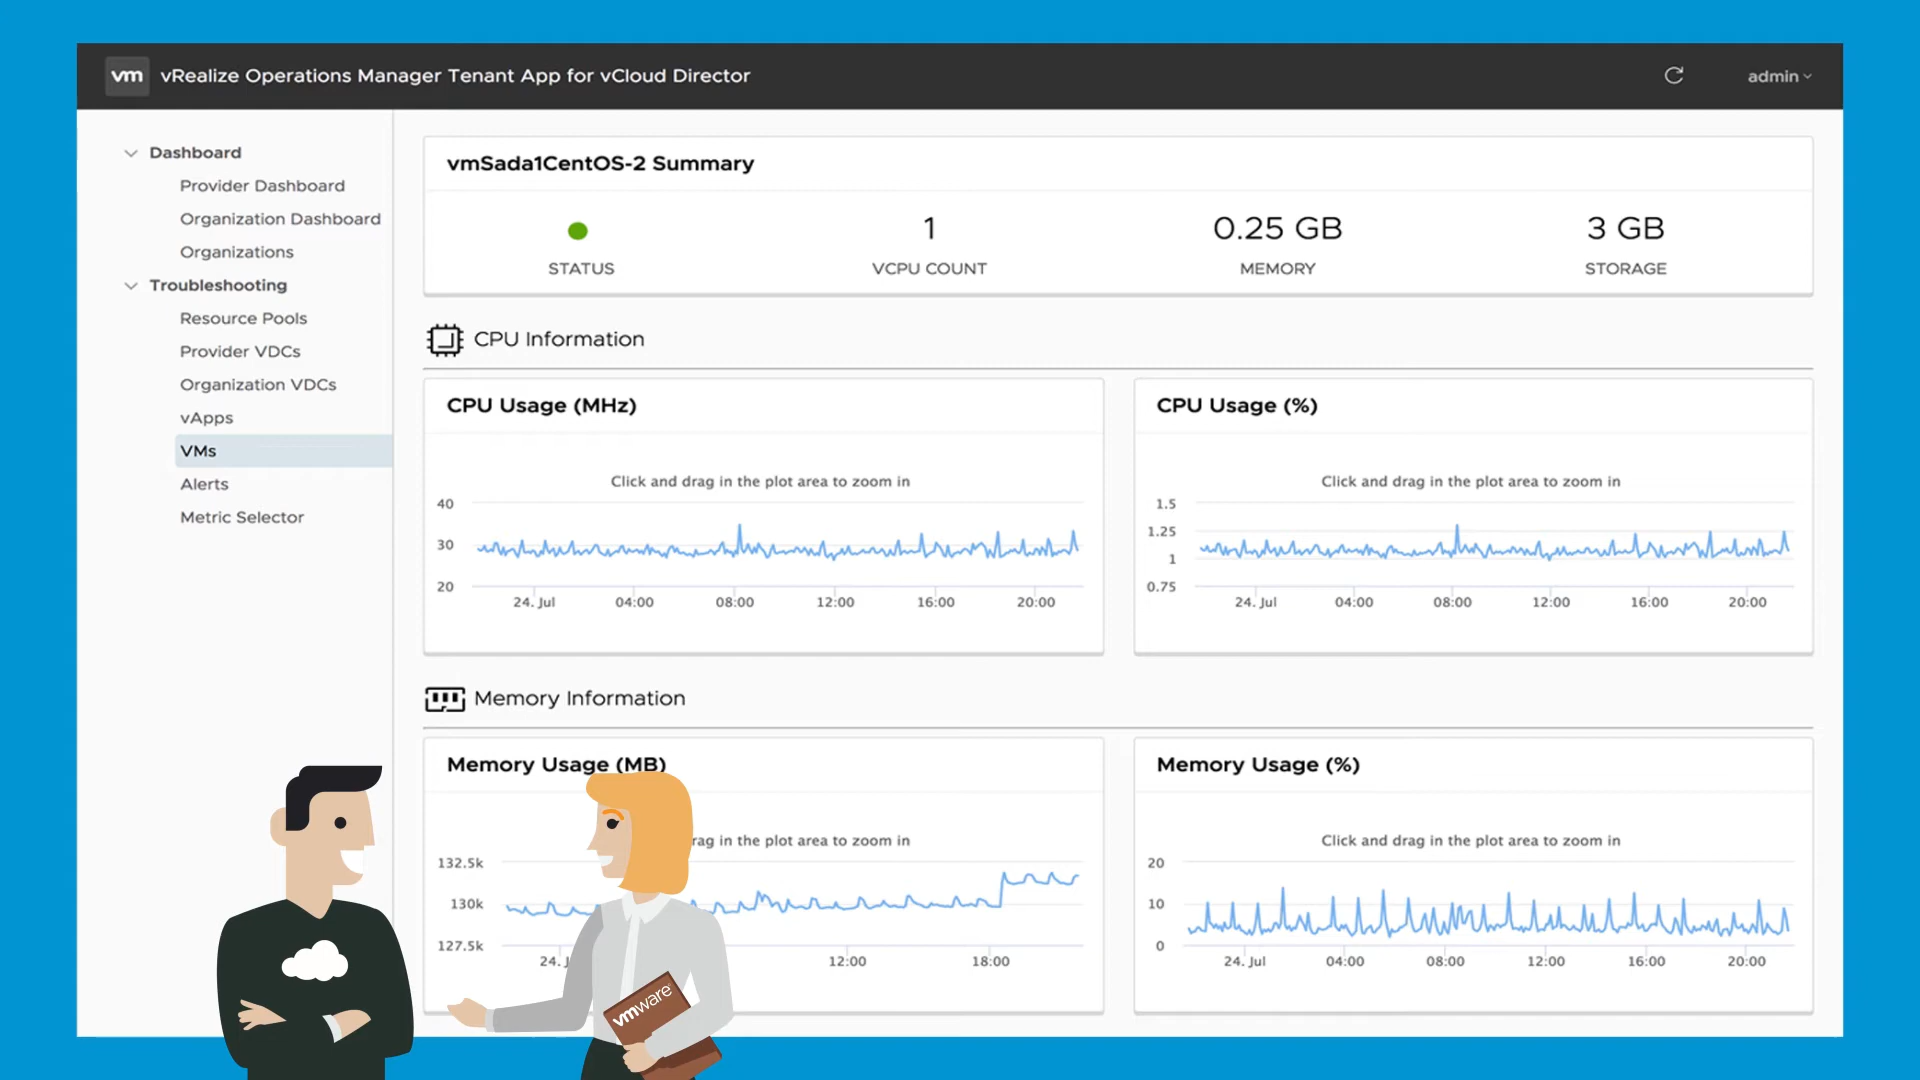 vm vRealize Operations Manager Tenant App for vCloud Director
admin
Dashboard
Provider Dashboard
Organization Dashboard
Organizations
Troubleshooting
Resource Pools
Provider VDCs
Organization VDCs
vApps
VMs
Alerts
Metric Selector
vmSada1CentOS-2 Summary
1 0.25 GB 3 GB
STATUS VCPU COUNT MEMORY STORAGE
CPU Information
CPU Usage (MHz)
Click and drag in the plot area to zoom in
40
30
20
24. Jul 04:00 08:00 12:00 16:00 20:00
CPU Usage (%)
Click and drag in the plot area to zoom in
1.5
1.25
1
0.75
24. Jul 04:00 08:00 12:00 16:00 20:00
Memory Information
Memory Usage (MB)
rag in the plot area to zoom in
132.5k
130k
127.5k
24. J 12:00 18:00
Memory Usage (%)
Click and drag in the plot area to zoom in
20
10
0
24. Jul 04:00 08:00 12:00 16:00 20:00
vmware